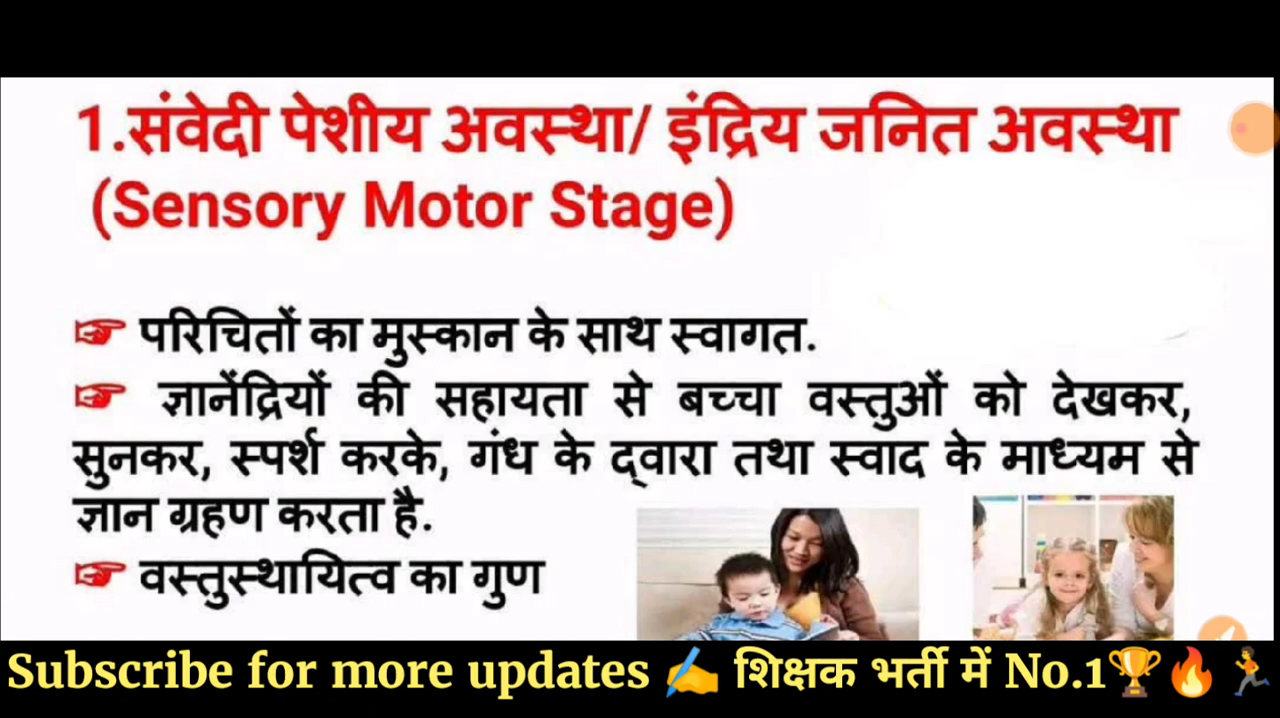 1.संवेदी पेशीय अवस्था/ इंद्रिय जनित अवस्था
(Sensory Motor Stage)
☞ परिचितों का मुस्कान के साथ स्वागत.
☞ ज्ञानेंद्रियों की सहायता से बच्चा वस्तुओं को देखकर,
सुनकर, स्पर्श करके, गंध के द्वारा तथा स्वाद के माध्यम से
ज्ञान ग्रहण करता है.
☞ वस्तुस्थायित्व का गुण
Subscribe for more updates ✍️ शिक्षक भर्ती में No.1🏆🔥🏃